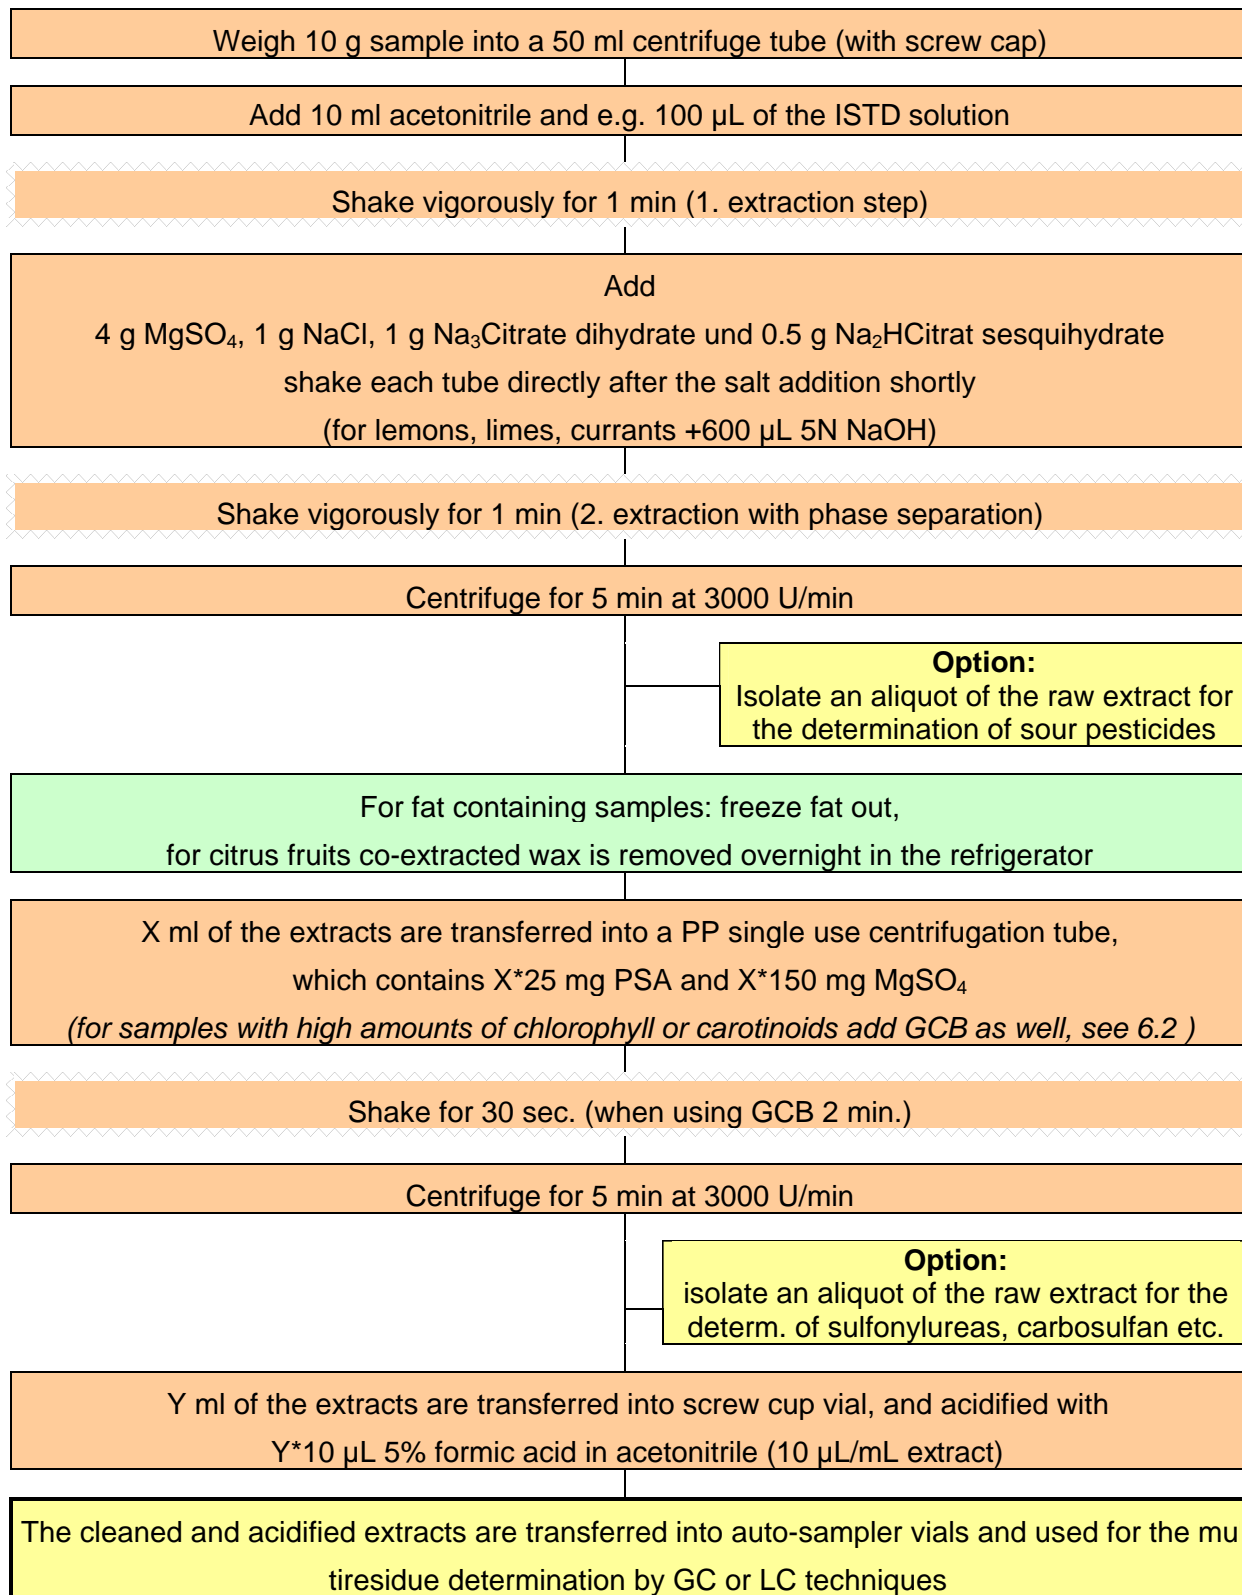 Weigh 10 g sample into a 50 ml centrifuge tube (with screw cap)
Add 10 ml acetonitrile and e.g. 100 µL of the ISTD solution
Shake vigorously for 1 min (1. extraction step)
Add
4 g MgSO₄, 1 g NaCl, 1 g Na₃Citrate dihydrate und 0.5 g Na₂HCitrat sesquihydrate
shake each tube directly after the salt addition shortly
(for lemons, limes, currants +600 µL 5N NaOH)
Shake vigorously for 1 min (2. extraction with phase separation)
Centrifuge for 5 min at 3000 U/min
Option:
Isolate an aliquot of the raw extract for
the determination of sour pesticides
For fat containing samples: freeze fat out,
for citrus fruits co-extracted wax is removed overnight in the refrigerator
X ml of the extracts are transferred into a PP single use centrifugation tube,
which contains X*25 mg PSA and X*150 mg MgSO₄
(for samples with high amounts of chlorophyll or carotinoids add GCB as well, see 6.2 )
Shake for 30 sec. (when using GCB 2 min.)
Centrifuge for 5 min at 3000 U/min
Option:
isolate an aliquot of the raw extract for the
determ. of sulfonylureas, carbosulfan etc.
Y ml of the extracts are transferred into screw cup vial, and acidified with
Y*10 µL 5% formic acid in acetonitrile (10 µL/mL extract)
The cleaned and acidified extracts are transferred into auto-sampler vials and used for the mu
tiresidue determination by GC or LC techniques